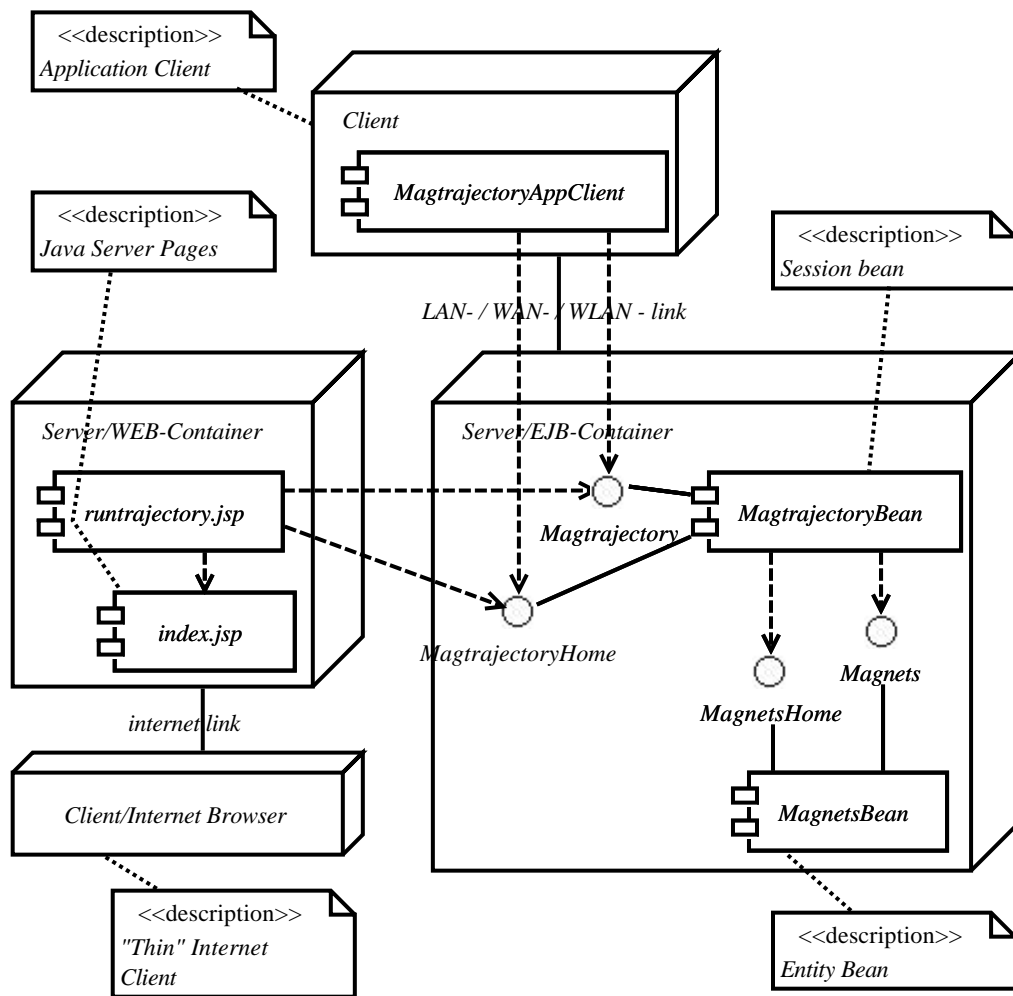 <<description>>
Application Client
Client
MagtrajectoryAppClient
<<description>>
Java Server Pages
<<description>>
Session bean
LAN- / WAN- / WLAN - link
Server/WEB-Container
Server/EJB-Container
runtrajectory.jsp
MagtrajectoryBean
Magtrajectory
index.jsp
MagtrajectoryHome
Magnets
MagnetsHome
internet link
Client/Internet Browser
MagnetsBean
<<description>>
"Thin" Internet
Client
<<description>>
Entity Bean